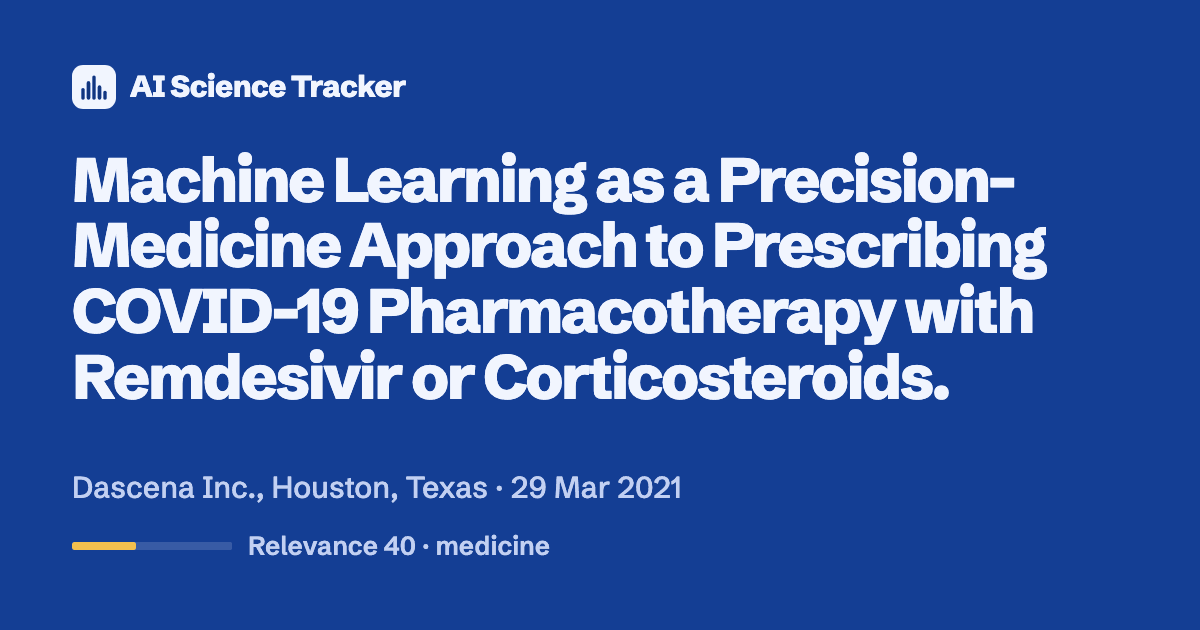 AI Science Tracker
Machine Learning as a Precision-
Medicine Approach to Prescribing
COVID-19 Pharmacotherapy with
Remdesivir or Corticosteroids.
Dascena Inc., Houston, Texas · 29 Mar 2021
Relevance 40 · medicine